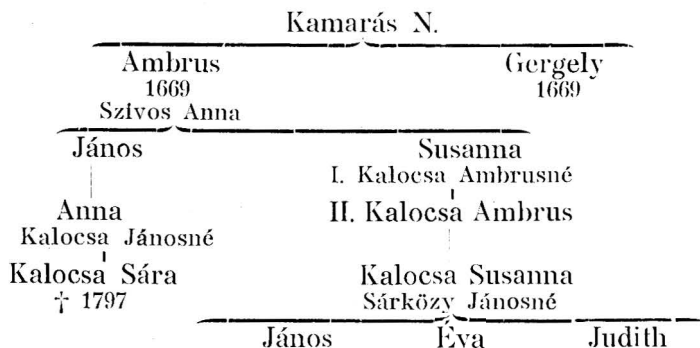 Kamarás N.
Ambrus Gergely
1669 1669
Szivos Anna
János Susanna
I. Kalocsa Ambrusné
Anna II. Kalocsa Ambrus
Kalocsa Jánosné
Kalocsa Sára Kalocsa Susanna
† 1797 Sárközy Jánosné
János Éva Judith